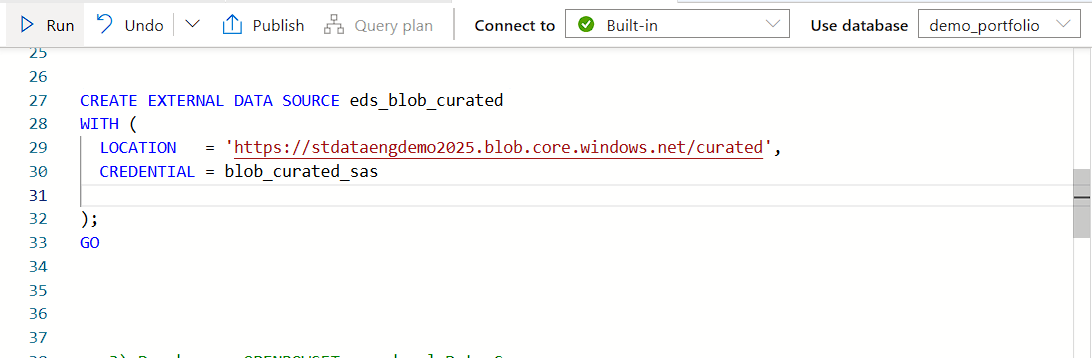 Run Undo Publish Query plan Connect to Built-in Use database demo_portfolio
25
26
27 CREATE EXTERNAL DATA SOURCE eds_blob_curated
28 WITH (
29 LOCATION = 'https://stdataengdemo2025.blob.core.windows.net/curated',
30 CREDENTIAL = blob_curated_sas
31
32 );
33 GO
34
35
36
37